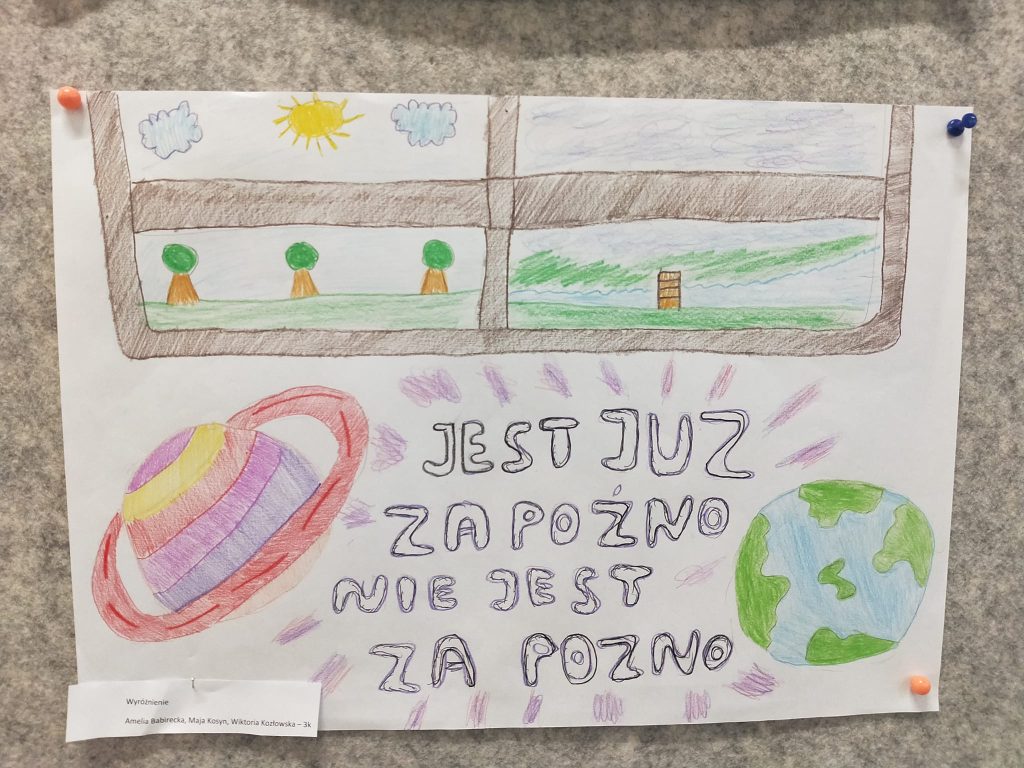 JEST JUZ
ZA POŹNO
NIE JEST
ZA POZNO
Wyróżnienie
Amelia Babirecka, Maja Kosyn, Wiktoria Kozłowska – 3k